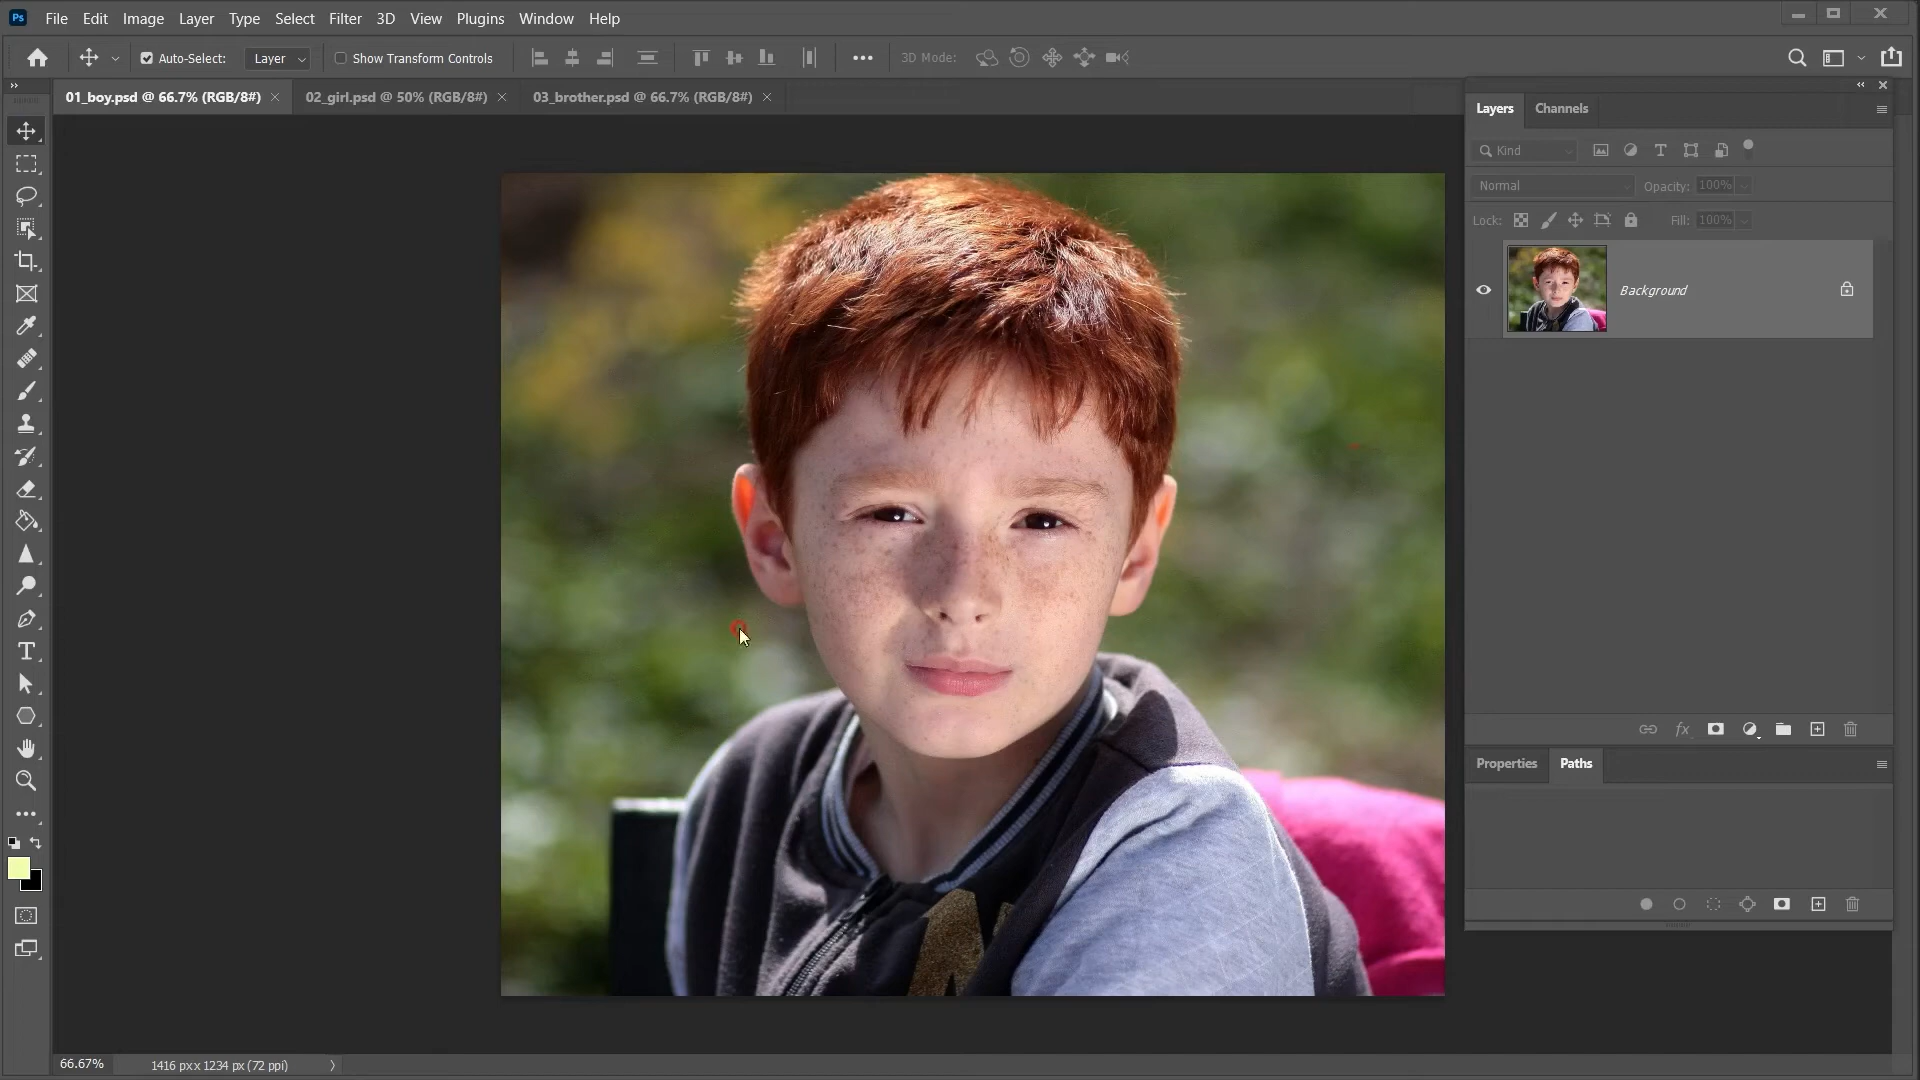 Ps File Edit Image Layer Type Select Filter 3D View Plugins Window Help
Auto-Select: Layer Show Transform Controls 3D Mode:
01_boy.psd @ 66.7% (RGB/8#) 02_girl.psd @ 50% (RGB/8#) 03_brother.psd @ 66.7% (RGB/8#)
Layers Channels
Kind
Normal Opacity: 100%
Lock: Fill: 100%
Background
fx
Properties Paths
66.67% 1416 px x 1234 px (72 ppi)